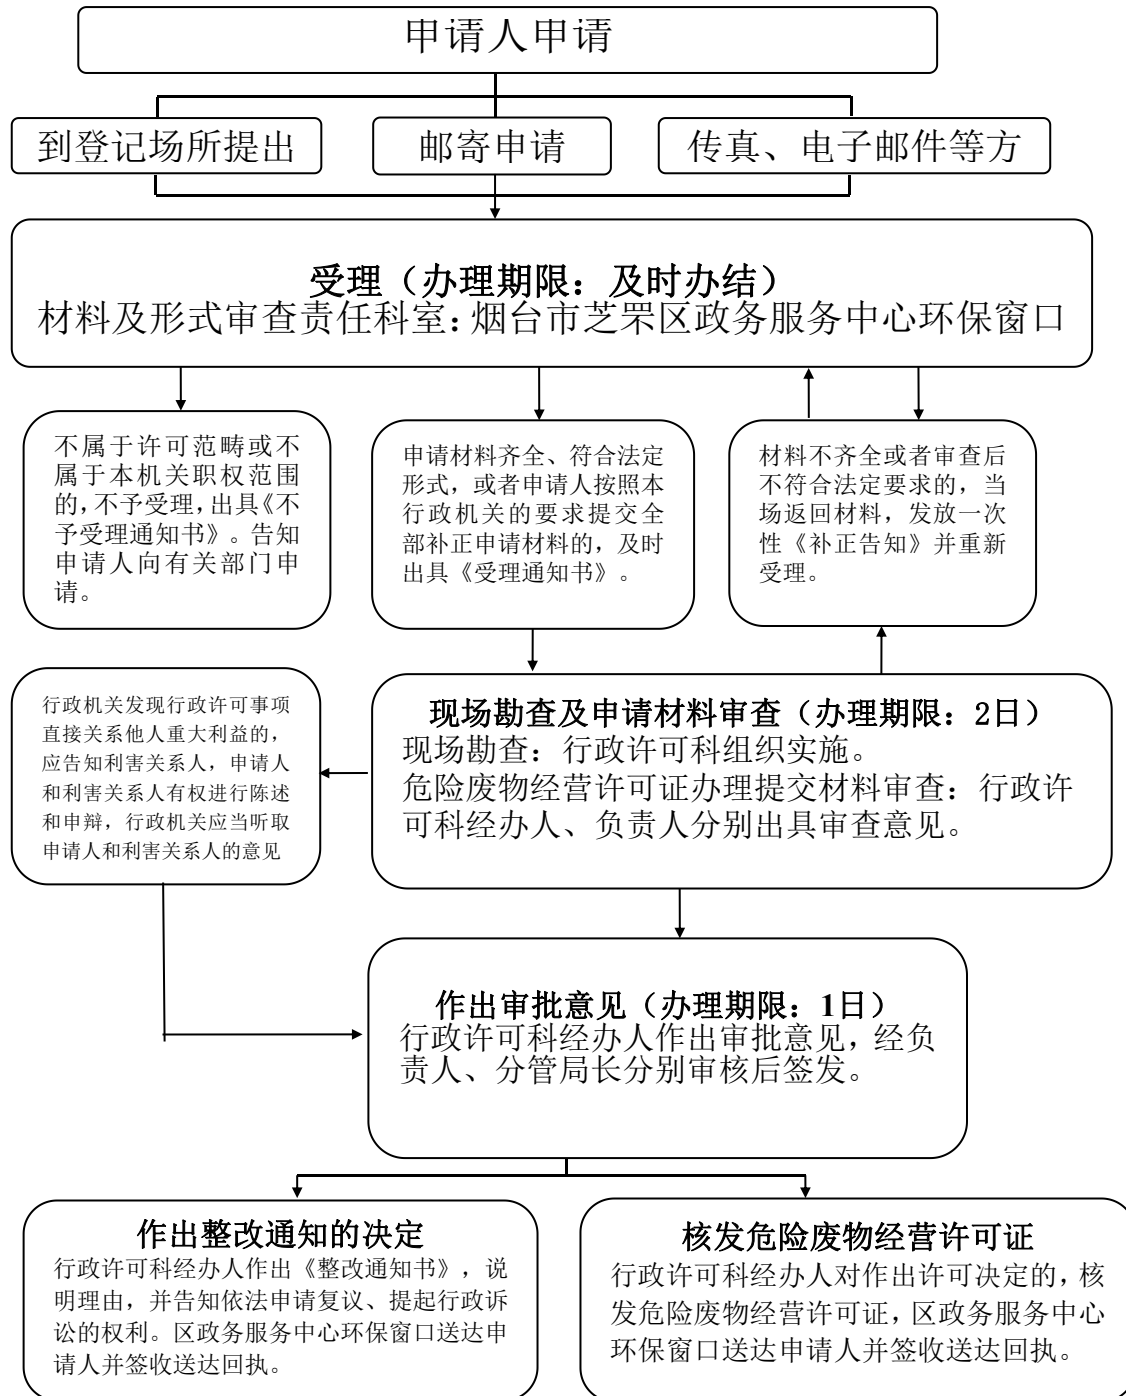 申请人申请
到登记场所提出
邮寄申请
传真、电子邮件等方
受理（办理期限：及时办结）
材料及形式审查责任科室：烟台市芝罘区政务服务中心环保窗口
不属于许可范畴或不
属于本机关职权范围
的，不予受理，出具《不
予受理通知书》。告知
申请人向有关部门申
请。
申请材料齐全、符合法定
形式，或者申请人按照本
行政机关的要求提交全
部补正申请材料的，及时
出具《受理通知书》。
材料不齐全或者审查后
不符合法定要求的，当
场返回材料，发放一次
性《补正告知》并重新
受理。
行政机关发现行政许可事项
直接关系他人重大利益的，
应告知利害关系人，申请人
和利害关系人有权进行陈述
和申辩，行政机关应当听取
申请人和利害关系人的意见
现场勘查及申请材料审查（办理期限：2日）
现场勘查：行政许可科组织实施。
危险废物经营许可证办理提交材料审查：行政许
可科经办人、负责人分别出具审查意见。
作出审批意见（办理期限：1日）
行政许可科经办人作出审批意见，经负
责人、分管局长分别审核后签发。
作出整改通知的决定
行政许可科经办人作出《整改通知书》，说
明理由，并告知依法申请复议、提起行政诉
讼的权利。区政务服务中心环保窗口送达申
请人并签收送达回执。
核发危险废物经营许可证
行政许可科经办人对作出许可决定的，核
发危险废物经营许可证，区政务服务中心
环保窗口送达申请人并签收送达回执。